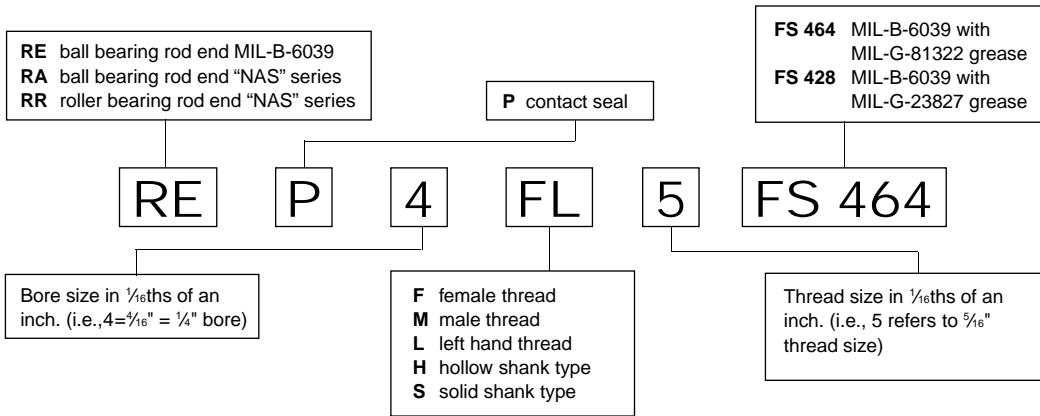 RE ball bearing rod end MIL-B-6039
RA ball bearing rod end “NAS” series
RR roller bearing rod end “NAS” series
P contact seal
FS 464 MIL-B-6039 with
MIL-G-81322 grease
FS 428 MIL-B-6039 with
MIL-G-23827 grease
RE P 4 FL 5 FS 464
Bore size in 1⁄16ths of an
inch. (i.e.,4=4⁄16" = 1⁄4" bore)
F female thread
M male thread
L left hand thread
H hollow shank type
S solid shank type
Thread size in 1⁄16ths of an
inch. (i.e., 5 refers to 5⁄16"
thread size)